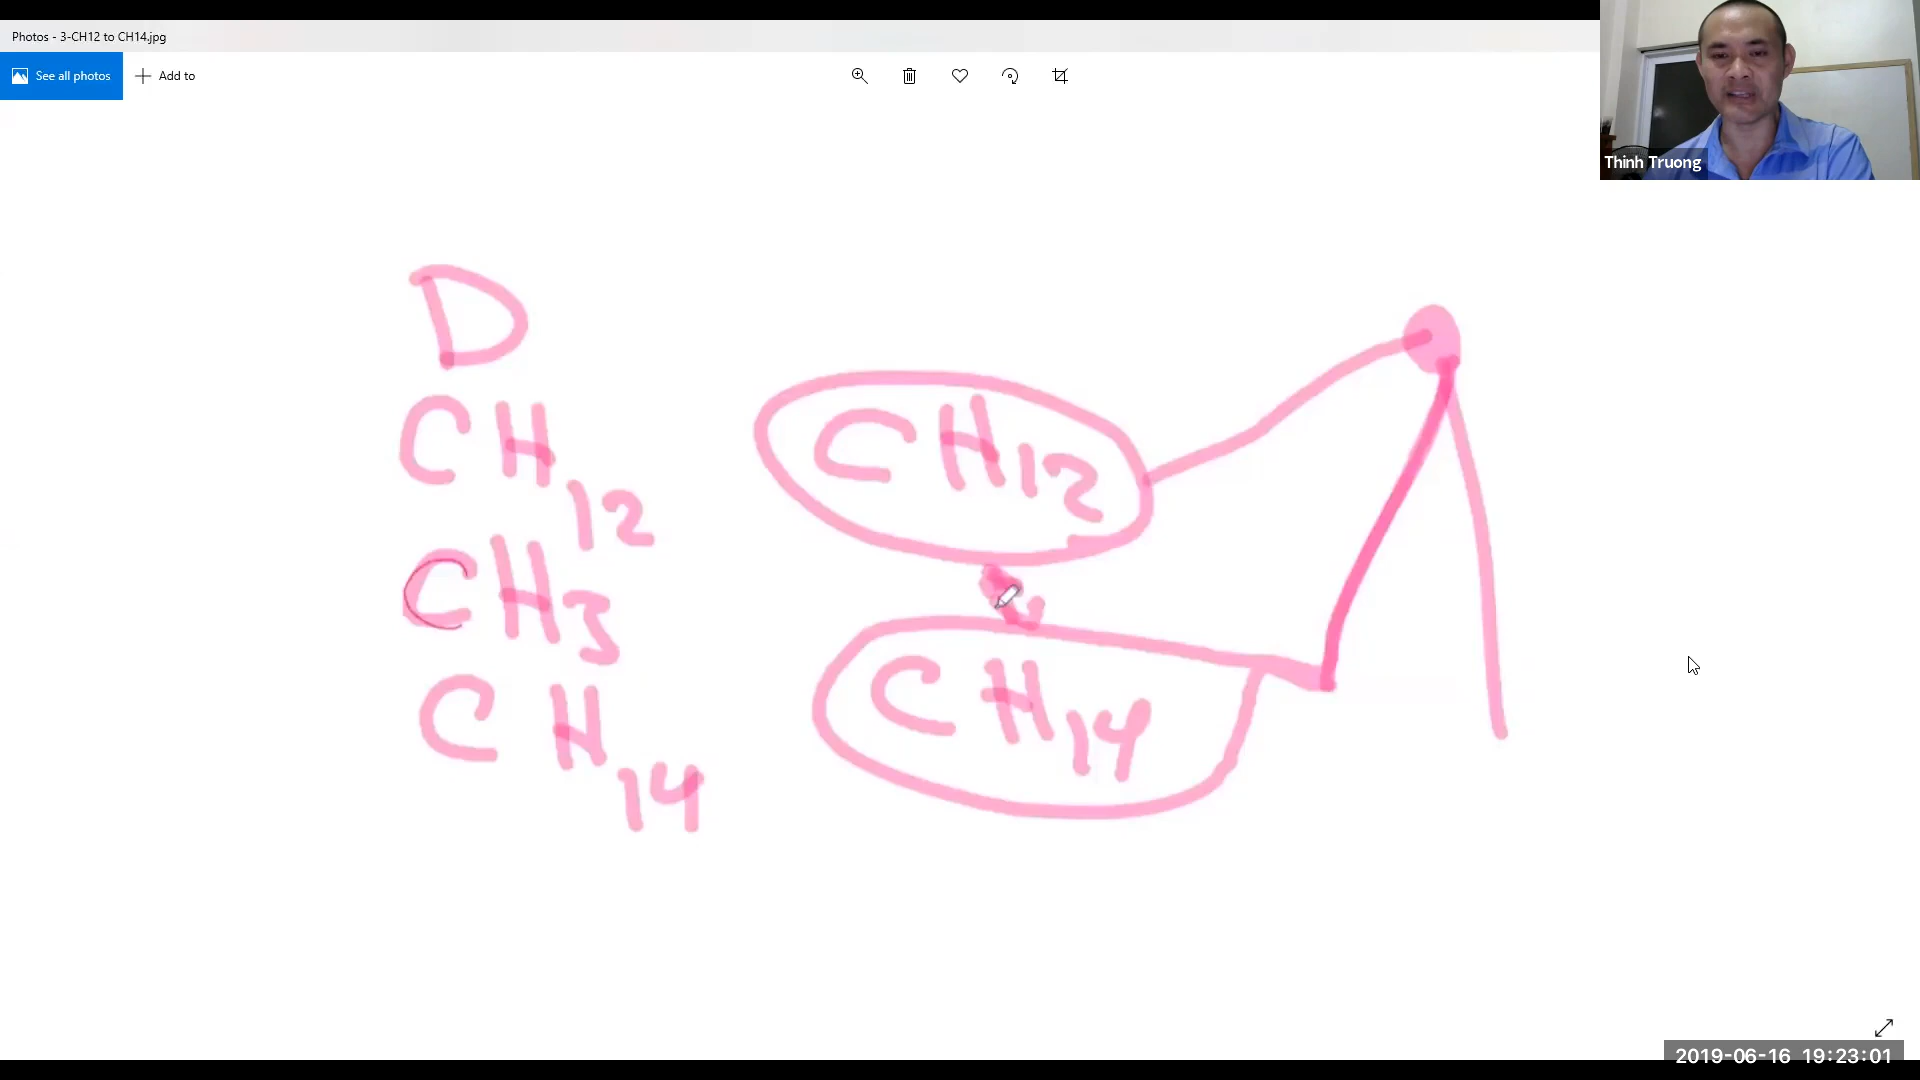 Photos - 3-CH12 to CH14.jpg
See all photos
Add to
Thinh Truong
D
CH12
CH3
CH14
CH12
CH14
2019-06-16 19:23:01